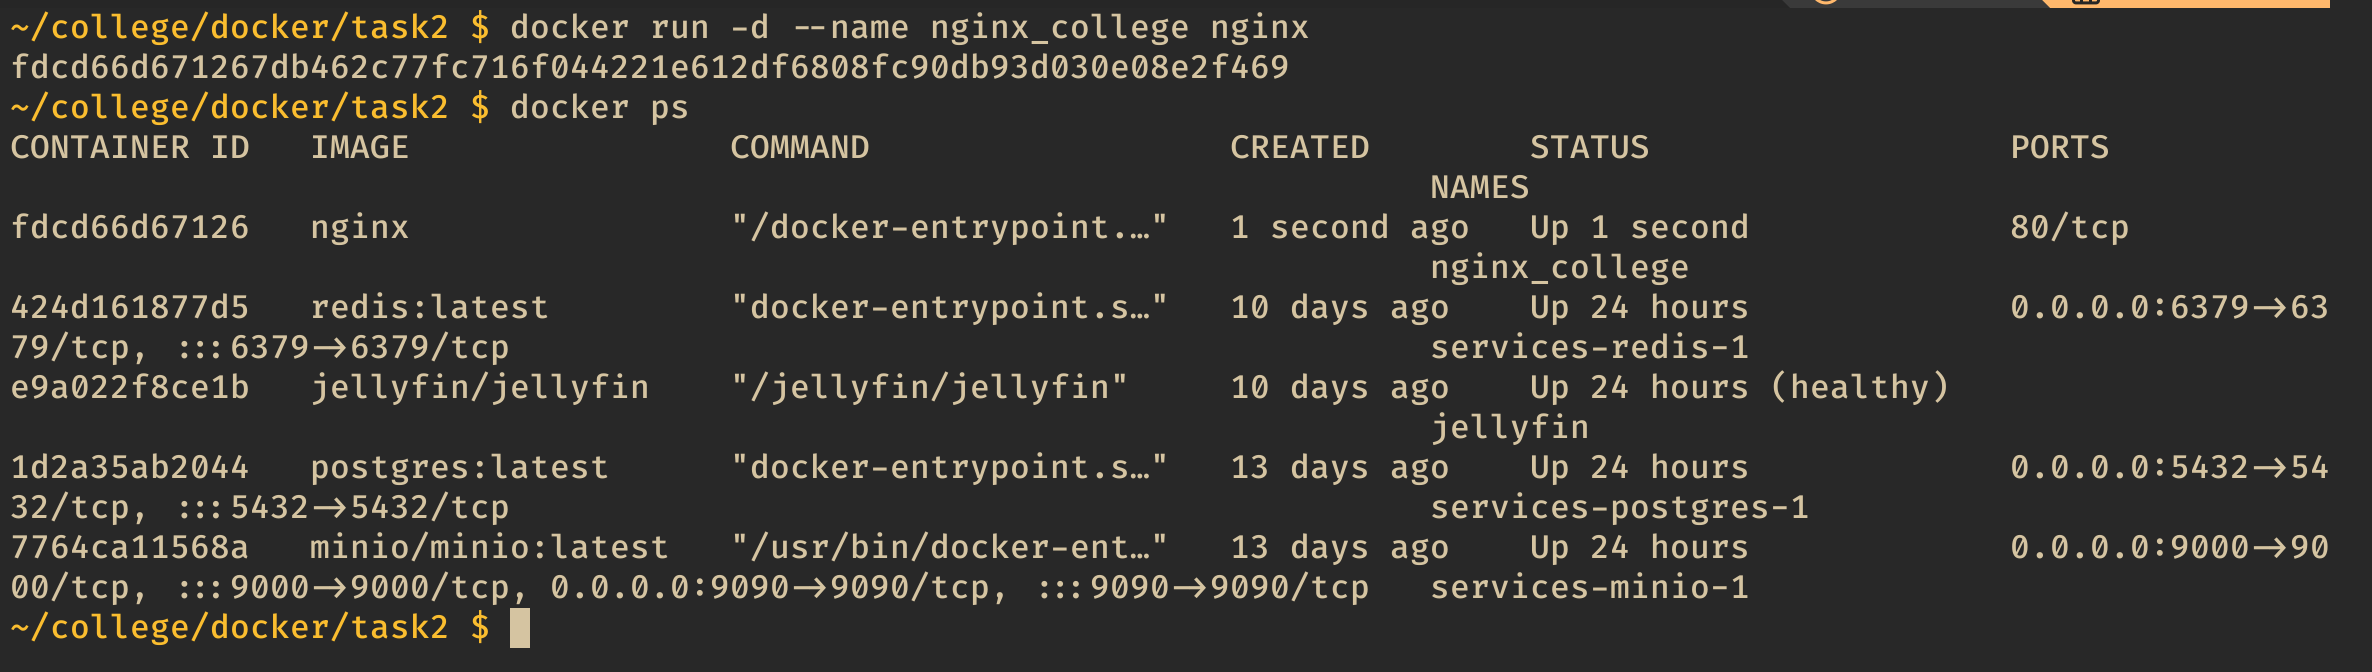 ~/college/docker/task2 $ docker run -d --name nginx_college nginx
fdcd66d671267db462c77fc716f044221e612df6808fc90db93d030e08e2f469
~/college/docker/task2 $ docker ps
CONTAINER ID   IMAGE                COMMAND                  CREATED        STATUS                  PORTS
                                                                       NAMES
fdcd66d67126   nginx                "/docker-entrypoint.…"   1 second ago   Up 1 second             80/tcp
                                                                       nginx_college
424d161877d5   redis:latest         "docker-entrypoint.s…"   10 days ago    Up 24 hours             0.0.0.0:6379->63
79/tcp, :::6379->6379/tcp                                              services-redis-1
e9a022f8ce1b   jellyfin/jellyfin    "/jellyfin/jellyfin"     10 days ago    Up 24 hours (healthy)
                                                                       jellyfin
1d2a35ab2044   postgres:latest      "docker-entrypoint.s…"   13 days ago    Up 24 hours             0.0.0.0:5432->54
32/tcp, :::5432->5432/tcp                                              services-postgres-1
7764ca11568a   minio/minio:latest   "/usr/bin/docker-ent…"   13 days ago    Up 24 hours             0.0.0.0:9000->90
00/tcp, :::9000->9000/tcp, 0.0.0.0:9090->9090/tcp, :::9090->9090/tcp   services-minio-1
~/college/docker/task2 $